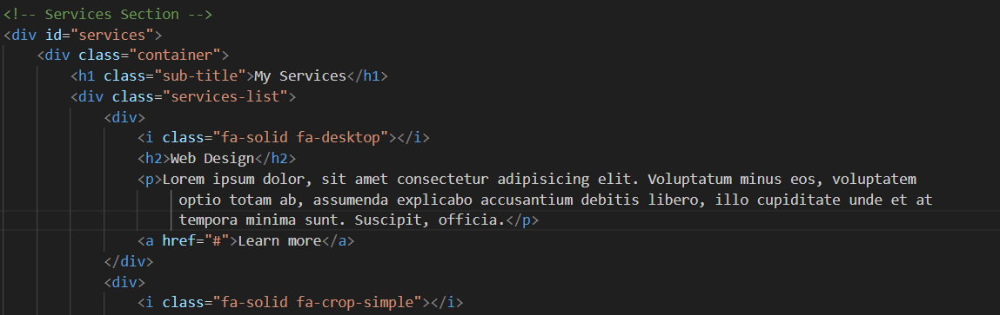 <!-- Services Section -->
<div id="services">
    <div class="container">
        <h1 class="sub-title">My Services</h1>
        <div class="services-list">
            <div>
                <i class="fa-solid fa-desktop"></i>
                <h2>Web Design</h2>
                <p>Lorem ipsum dolor, sit amet consectetur adipisicing elit. Voluptatum minus eos, voluptatem
                     optio totam ab, assumenda explicabo accusantium debitis libero, illo cupiditate unde et at
                     tempora minima sunt. Suscipit, officia.</p>
                <a href="#">Learn more</a>
            </div>
            <div>
                <i class="fa-solid fa-crop-simple"></i>